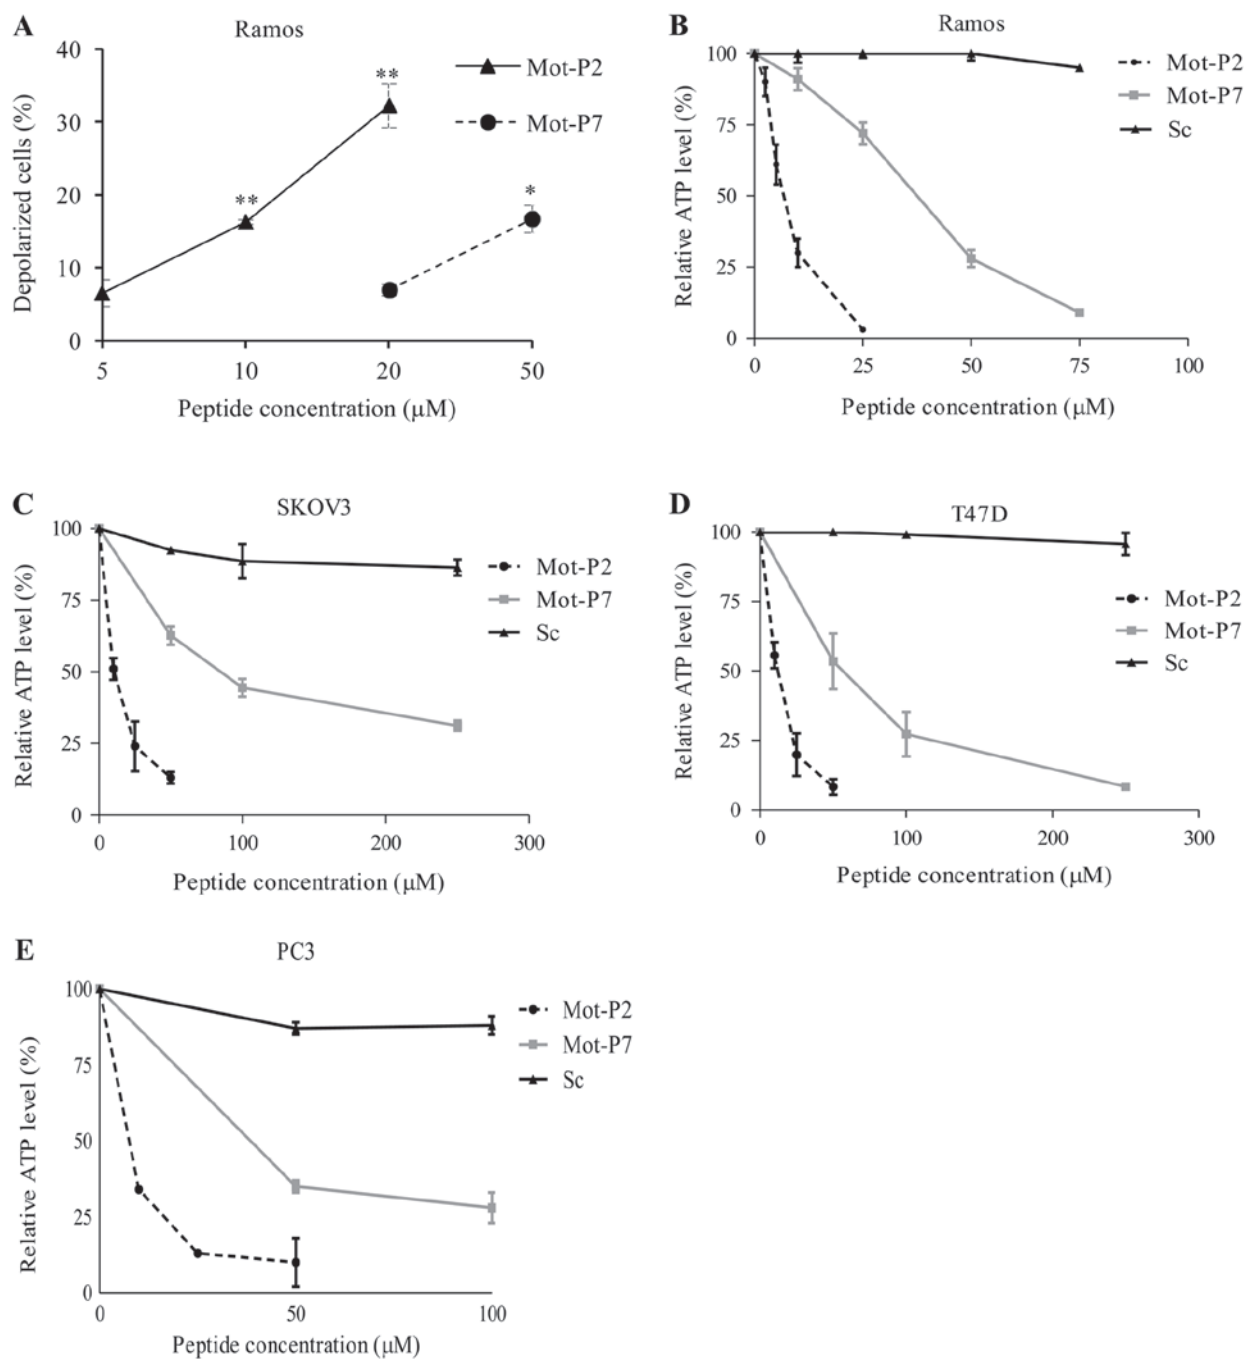 A
Ramos
Depolarized cells (%)
40
30
20
10
0
**
**
*
Mot-P2
Mot-P7
5 10 20 50
Peptide concentration (μM)
B
Ramos
Relative ATP level (%)
100
75
50
25
0
Mot-P2
Mot-P7
Sc
0 25 50 75 100
Peptide concentration (μM)
C
SKOV3
Relative ATP level (%)
100
75
50
25
0
Mot-P2
Mot-P7
Sc
0 100 200 300
Peptide concentration (μM)
D
T47D
Relative ATP level (%)
100
75
50
25
0
Mot-P2
Mot-P7
Sc
0 100 200 300
Peptide concentration (μM)
E
PC3
Relative ATP level (%)
100
75
50
25
0
Mot-P2
Mot-P7
Sc
0 50 100
Peptide concentration (μM)